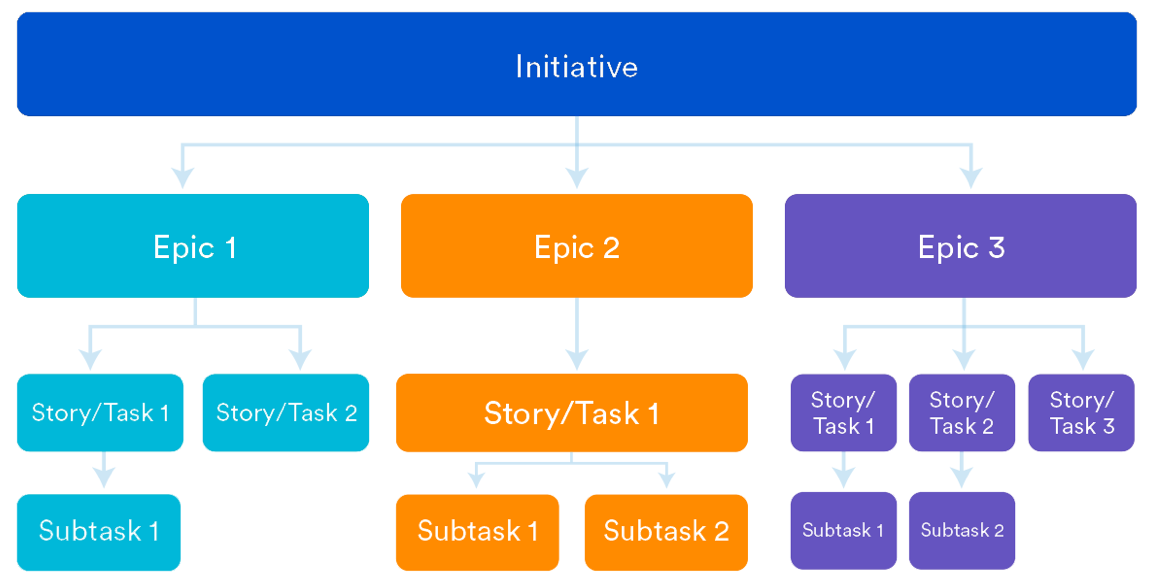 Initiative
Epic 1
Epic 2
Epic 3
Story/Task 1
Story/Task 2
Story/Task 1
Story/
Task 1
Story/
Task 2
Story/
Task 3
Subtask 1
Subtask 1
Subtask 2
Subtask 1
Subtask 2